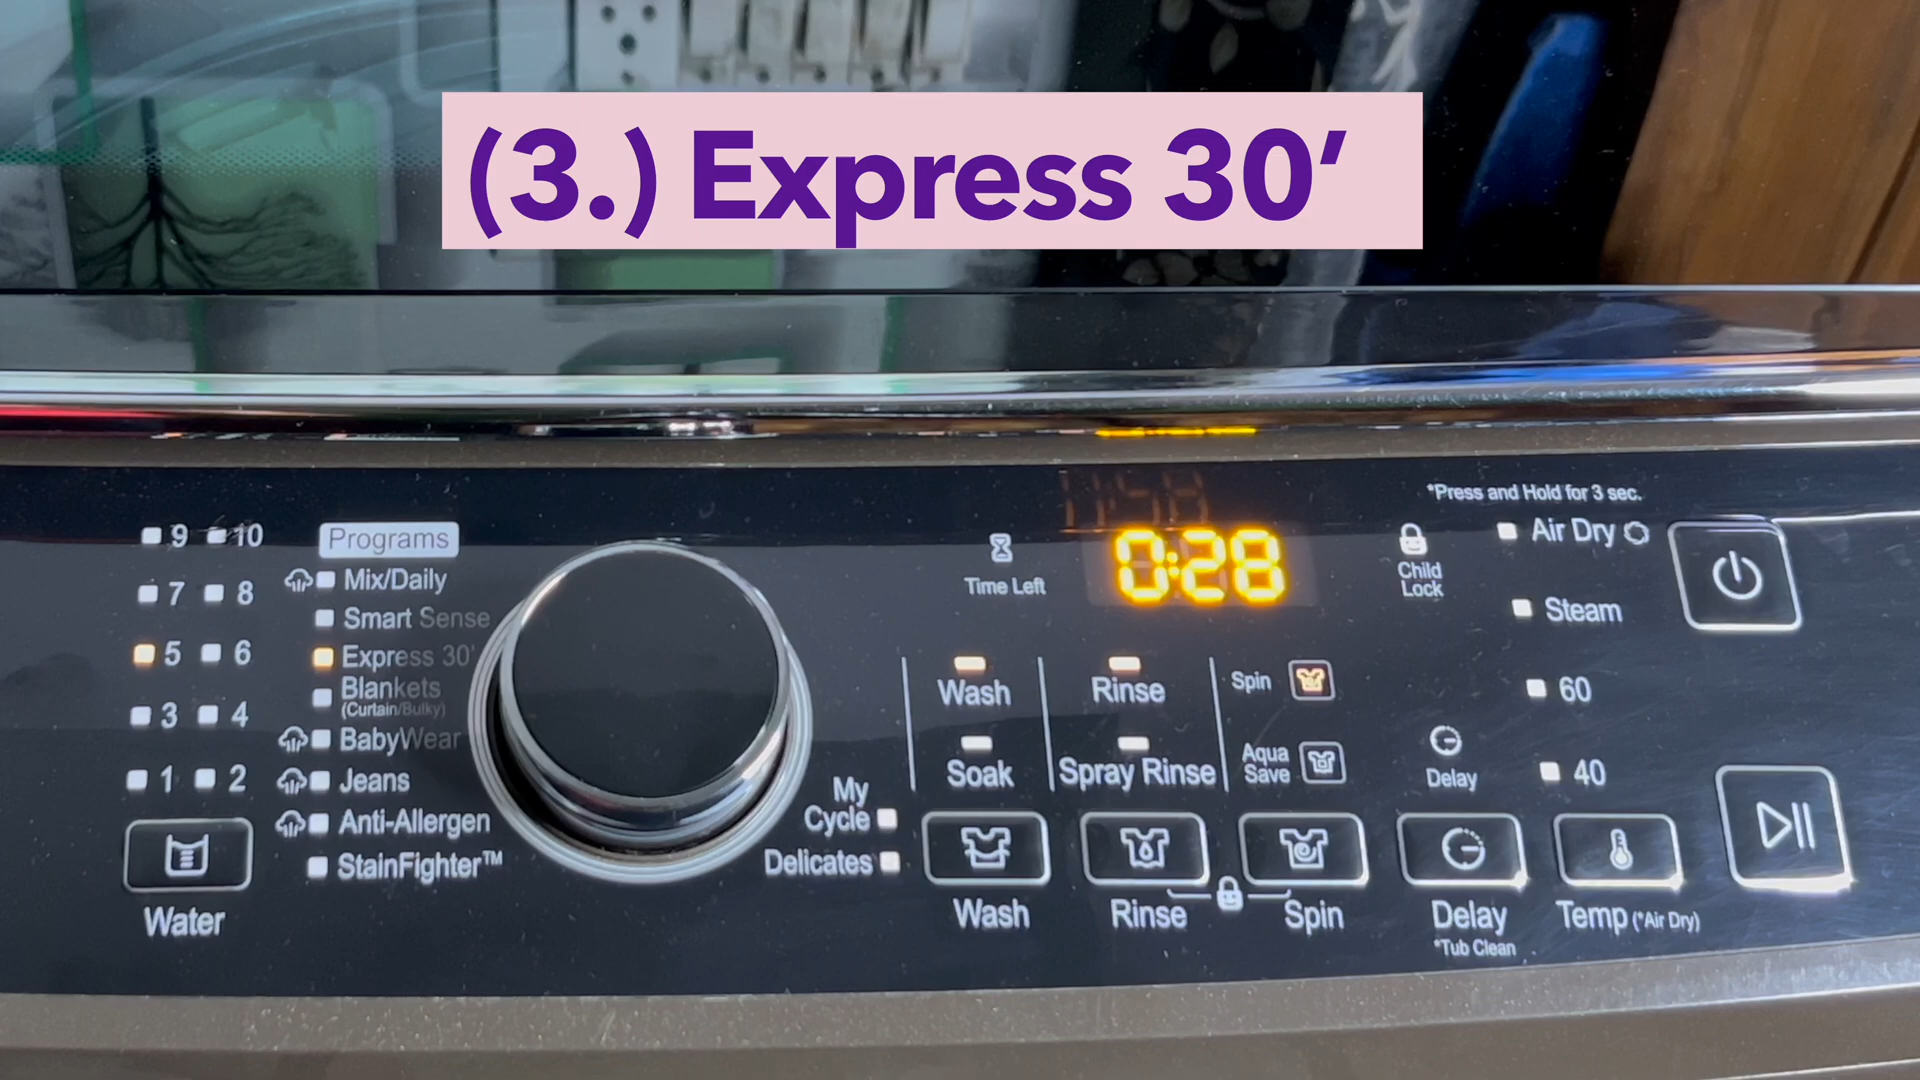 (3.) Express 30’
*Press and Hold for 3 sec.
9 10
Programs
0:28
Air Dry
Time Left
Child
Lock
7 8
Mix/Daily
Smart Sense
Steam
5 6
Express 30'
Blankets
(Curtain/Bulky)
Wash
Rinse
Spin
60
3 4
BabyWear
Soak
Spray Rinse
Aqua
Save
Delay
40
1 2
Jeans
My
Cycle
Anti-Allergen
Delicates
StainFighter™
Water
Wash
Rinse
Spin
Delay
*Tub Clean
Temp (*Air Dry)